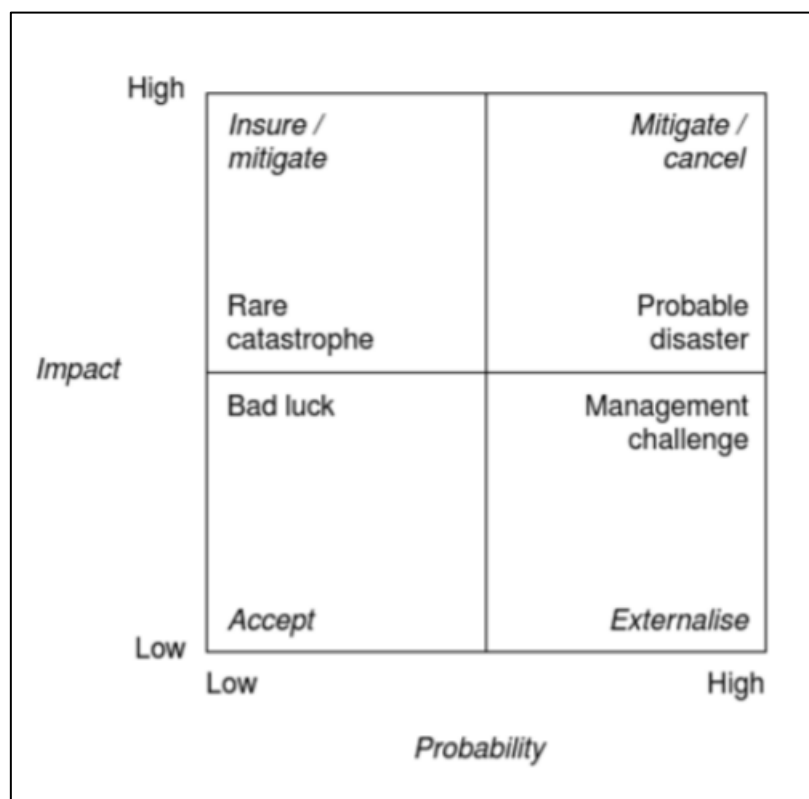 High
Insure /
mitigate
Mitigate /
cancel
Rare
catastrophe
Probable
disaster
Impact
Bad luck
Management
challenge
Accept
Externalise
Low
Low
High
Probability